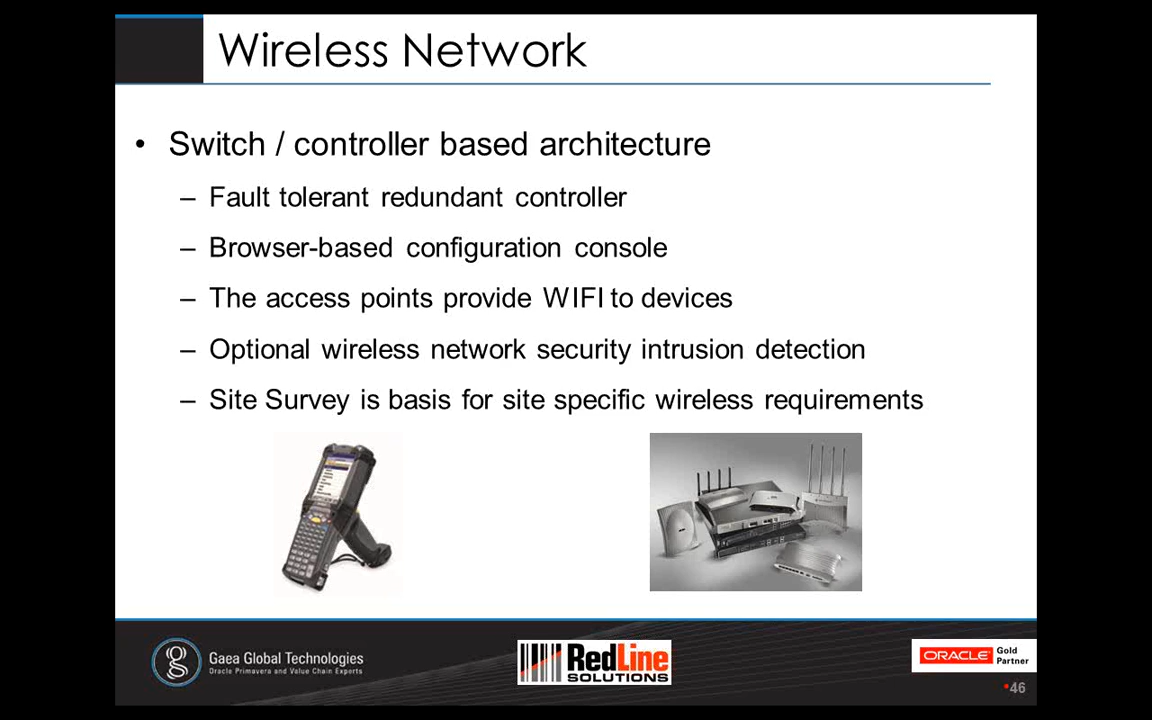 Wireless Network
• Switch / controller based architecture
– Fault tolerant redundant controller
– Browser-based configuration console
– The access points provide WIFI to devices
– Optional wireless network security intrusion detection
– Site Survey is basis for site specific wireless requirements
Gaea Global Technologies
Oracle Primavera and Value Chain Experts
RedLine
SOLUTIONS
ORACLE
Gold
Partner
•46